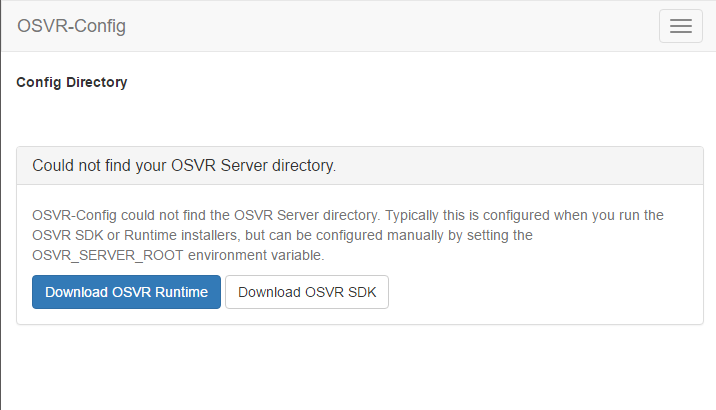 OSVR-Config
Config Directory
Could not find your OSVR Server directory.
OSVR-Config could not find the OSVR Server directory. Typically this is configured when you run the
OSVR SDK or Runtime installers, but can be configured manually by setting the
OSVR_SERVER_ROOT environment variable.
Download OSVR Runtime Download OSVR SDK